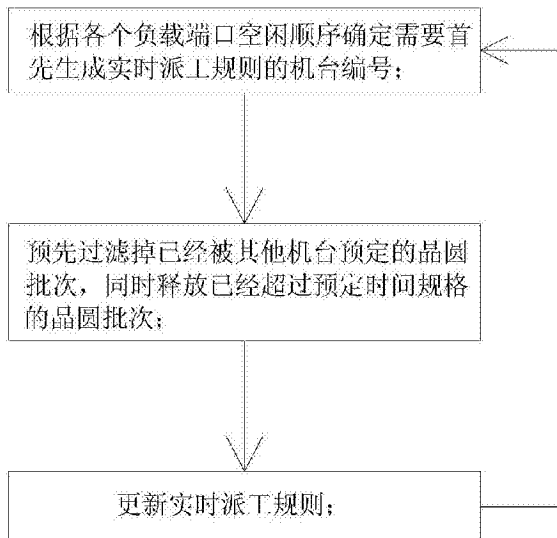 根据各个负载端口空闲顺序确定需要首
先生成实时派工规则的机台编号；
预先过滤掉已经被其他机台预定的晶圆
批次，同时释放已经超过预定时间规格
的晶圆批次；
更新实时派工规则；